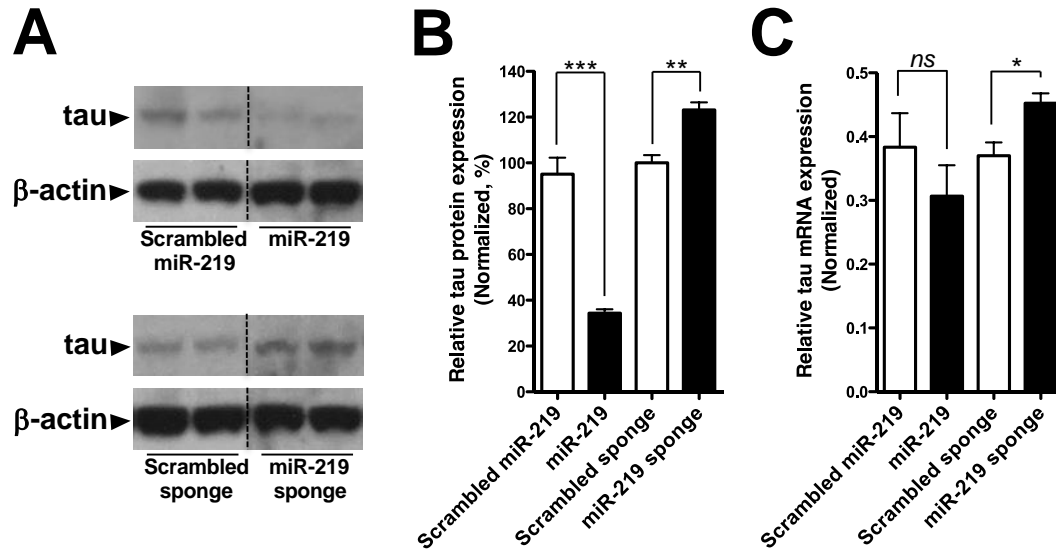 A
tau
β-actin
Scrambled miR-219
miR-219
tau
β-actin
Scrambled sponge
miR-219 sponge
B
Relative tau protein expression
(Normalized, %)
140
120
100
80
60
40
20
0
***
**
Scrambled miR-219
miR-219
Scrambled sponge
miR-219 sponge
C
Relative tau mRNA expression
(Normalized)
0.5
0.4
0.3
0.2
0.1
0.0
ns
*
Scrambled miR-219
miR-219
Scrambled sponge
miR-219 sponge